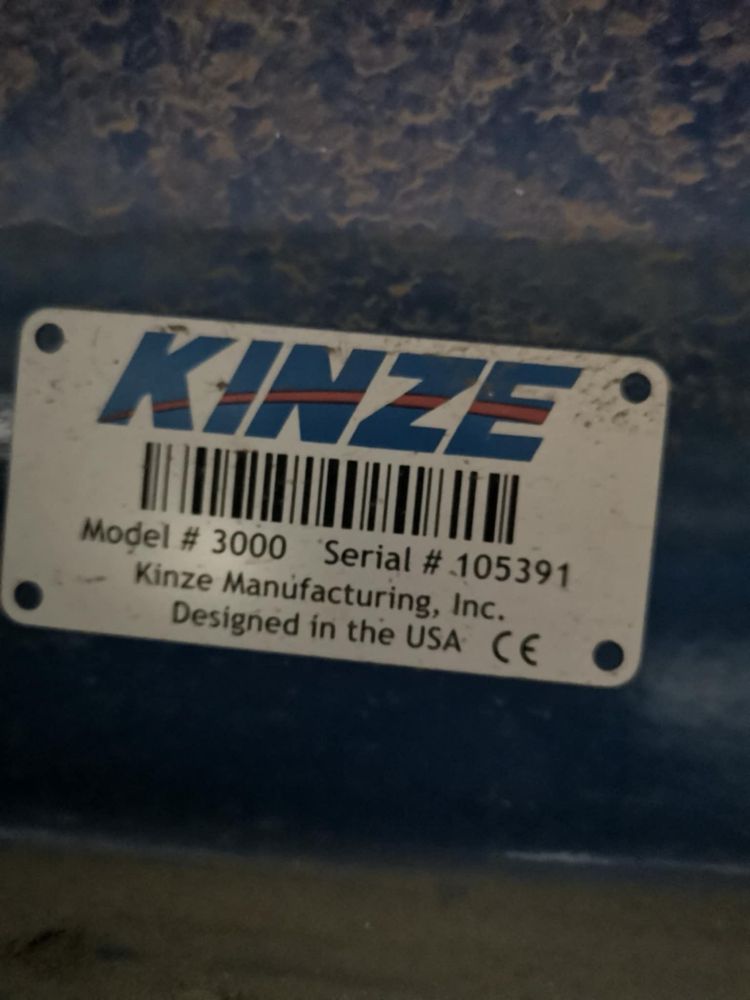 KINZE
Model # 3000 Serial # 105391
Kinze Manufacturing, Inc.
Designed in the USA CE